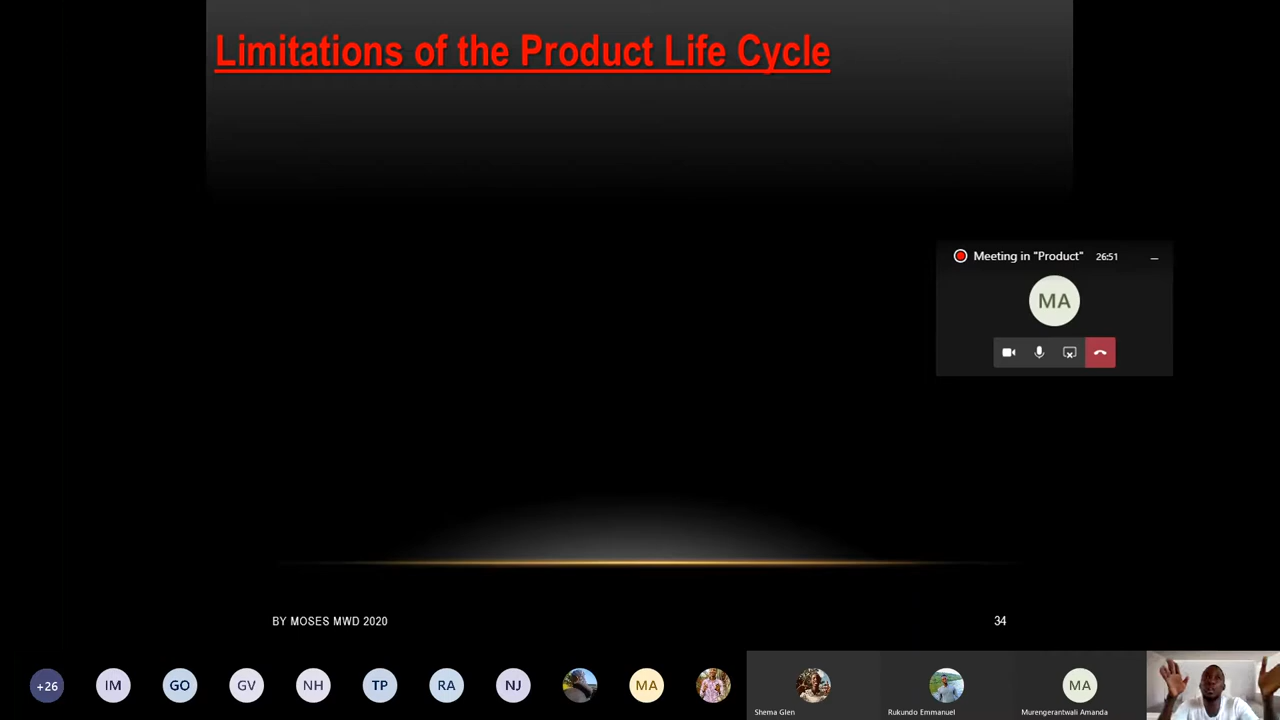 Limitations of the Product Life Cycle
Meeting in "Product" 26:51
MA
BY MOSES MWD 2020 34
+26 IM GO GV NH TP RA NJ MA MA
Shema Glen Rukundo Emmanuel Murengerantwali Amanda